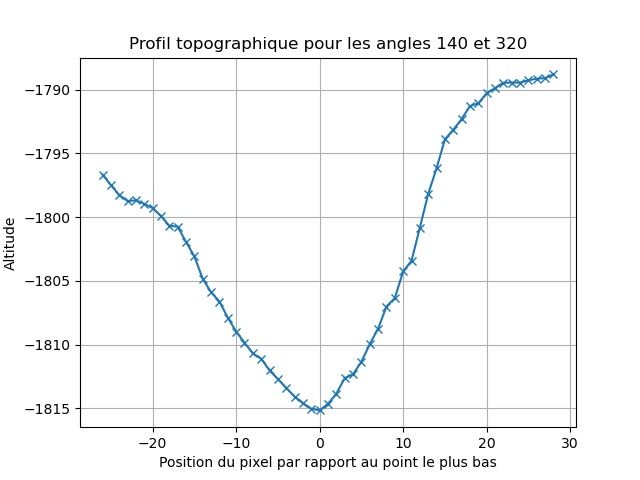 Profil topographique pour les angles 140 et 320
Altitude
−1790
−1795
−1800
−1805
−1810
−1815
−20 −10 0 10 20 30
Position du pixel par rapport au point le plus bas